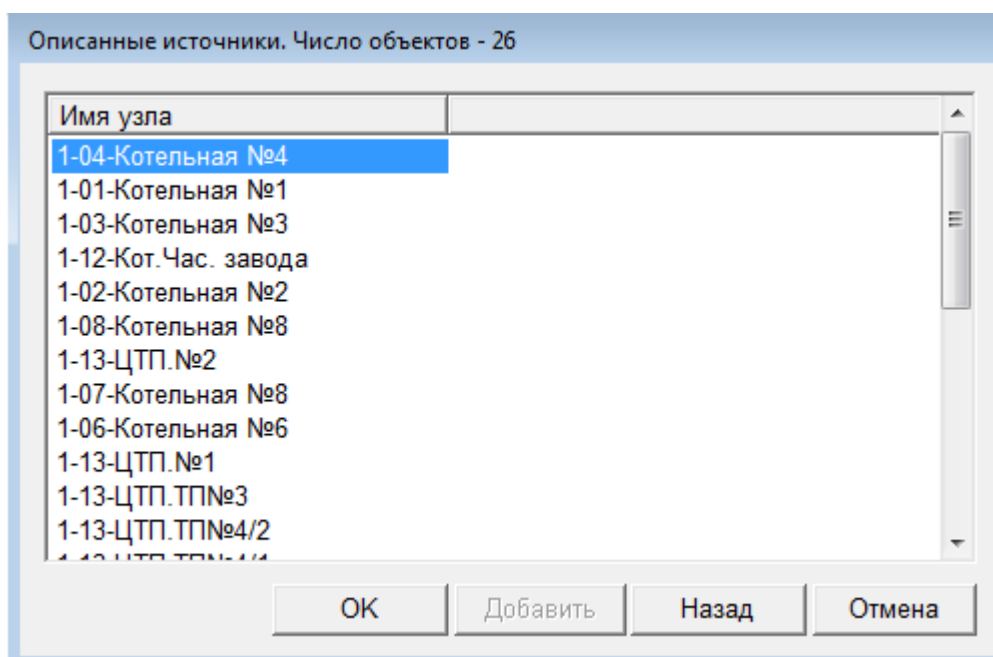 Описанные источники. Число объектов - 26
Имя узла
1-04-Котельная №4
1-01-Котельная №1
1-03-Котельная №3
1-12-Кот.Час. завода
1-02-Котельная №2
1-08-Котельная №8
1-13-ЦТП.№2
1-07-Котельная №8
1-06-Котельная №6
1-13-ЦТП.№1
1-13-ЦТП.ТП№3
1-13-ЦТП.ТП№4/2
OK Добавить Назад Отмена